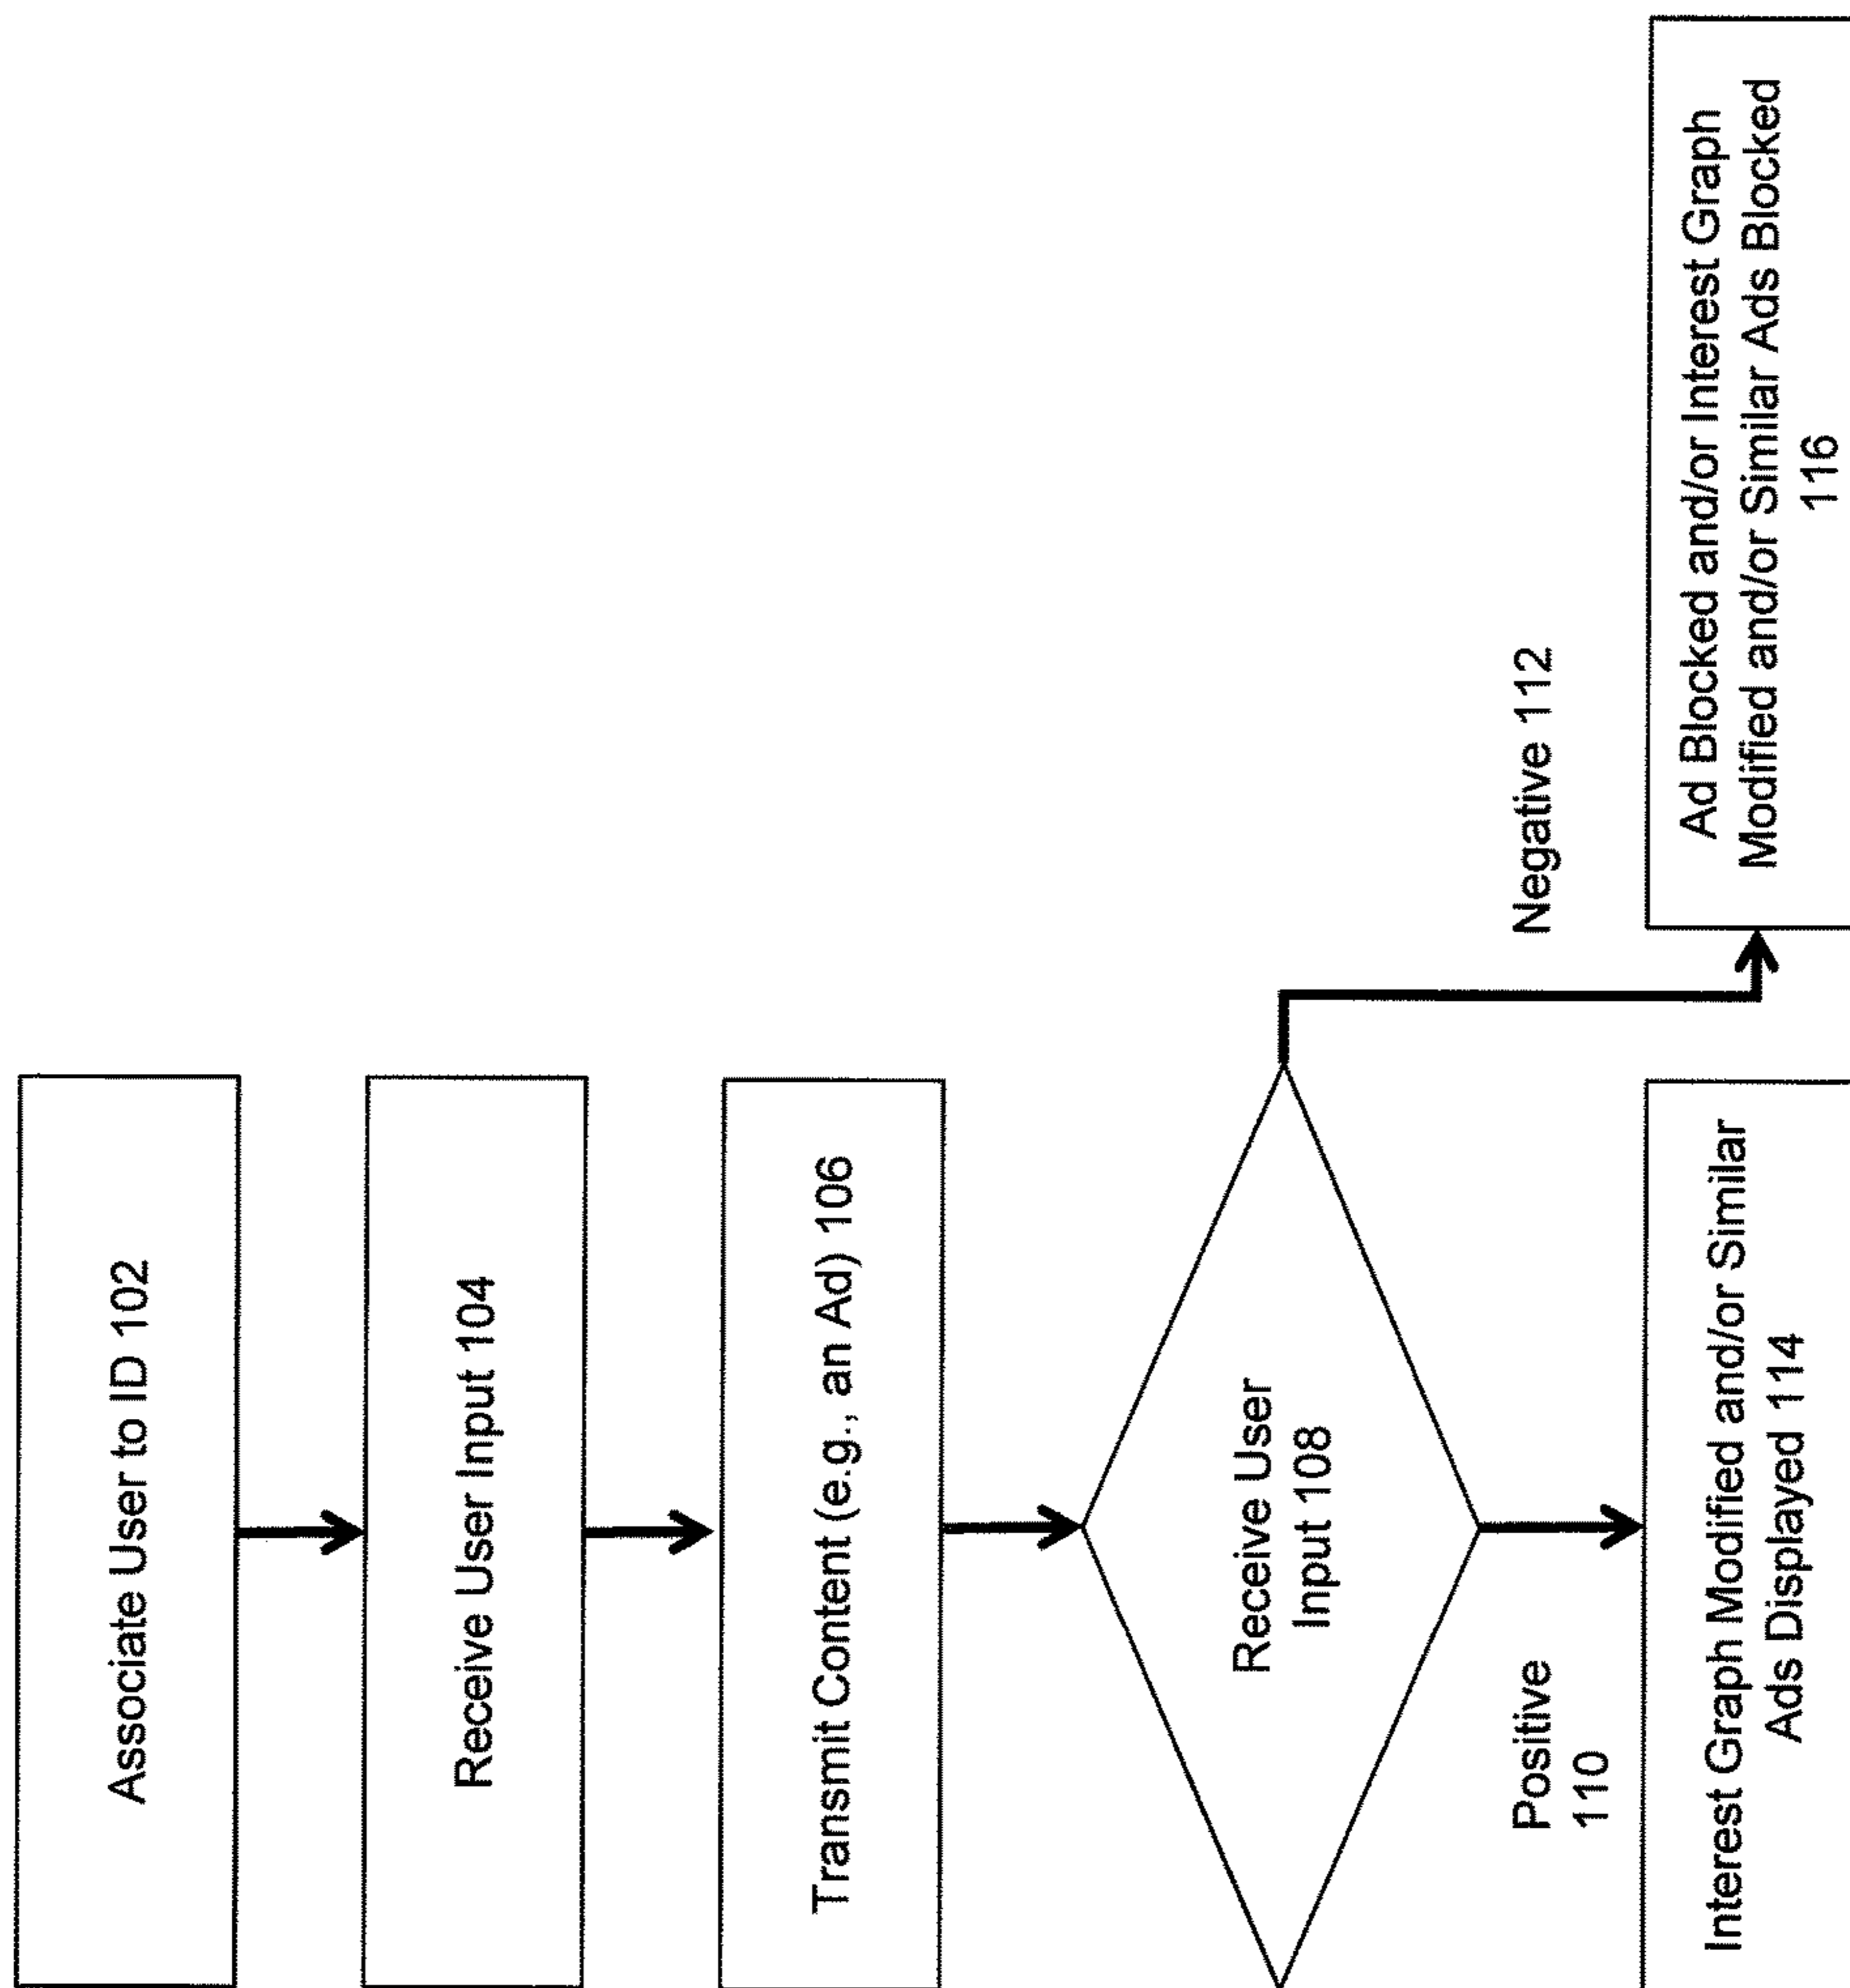 Associate User to ID 102
Receive User Input 104
Transmit Content (e.g., an Ad) 106
Receive User
Input 108
Positive
110
Negative 112
Interest Graph Modified and/or Similar
Ads Displayed 114
Ad Blocked and/or Interest Graph
Modified and/or Similar Ads Blocked
116